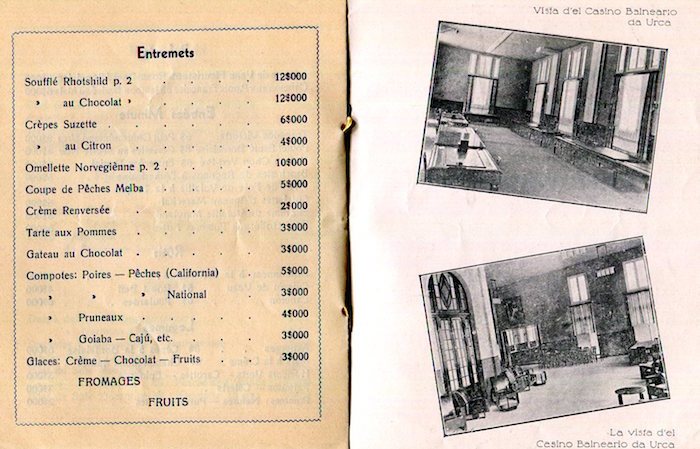 Entremets
Soufflé Rhotshild p. 2 12$000
» au Chocolat » 12$000
Crèpes Suzette . . . . 6$000
» au Citron . . . 4$000
Omellette Norvegiènne p. 2 . 10$000
Coupe de Pêches Melba . . 5$000
Crème Renversée . . . 2$000
Tarte aux Pommes . . . 3$000
Gateau au Chocolat . . . 3$000
Compotes: Poires — Pêches (California) 5$000
» » » National 3$000
» Pruneaux . . . 4$000
» Goiaba — Cajú, etc. . 3$000
Glaces: Crème — Chocolat — Fruits . 3$000
FROMAGES
FRUITS
Vista d'el Casino Balneario
da Urca
La vista d'el
Casino Balneario da Urca